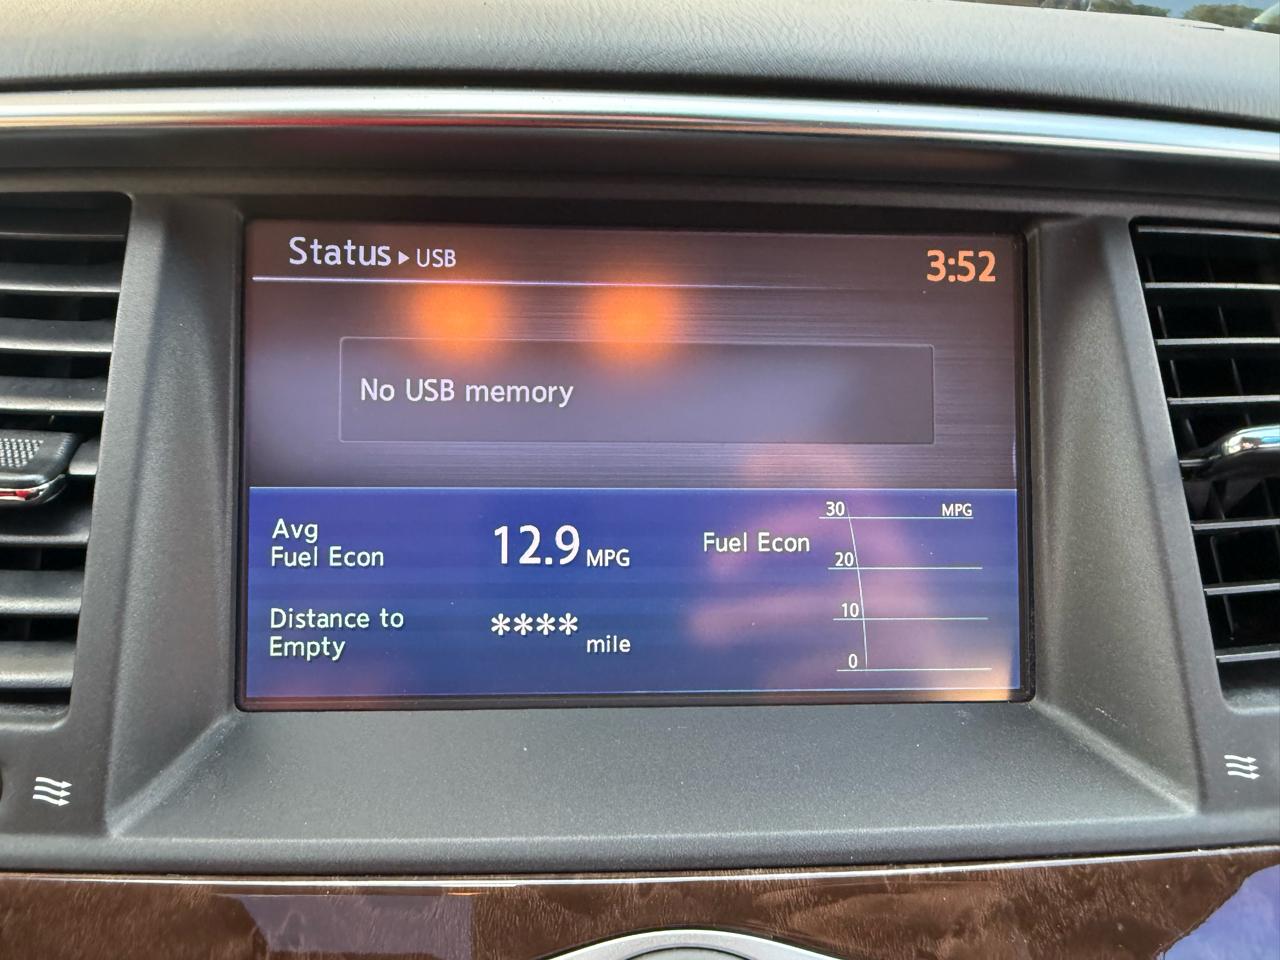 Status ▸ USB 3:52
No USB memory
Avg
Fuel Econ
12.9 MPG
Distance to
Empty
**** mile
Fuel Econ
30 MPG
20
10
0